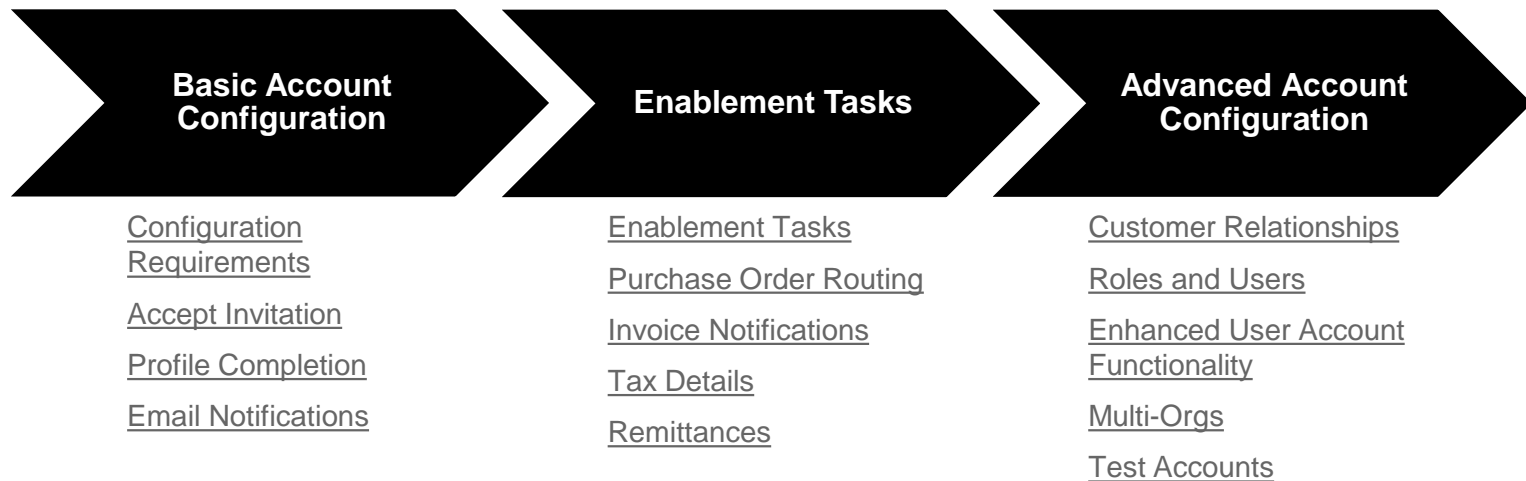 Basic Account
Configuration
Enablement Tasks
Advanced Account
Configuration
Configuration
Requirements
Accept Invitation
Profile Completion
Email Notifications
Enablement Tasks
Purchase Order Routing
Invoice Notifications
Tax Details
Remittances
Customer Relationships
Roles and Users
Enhanced User Account
Functionality
Multi-Orgs
Test Accounts